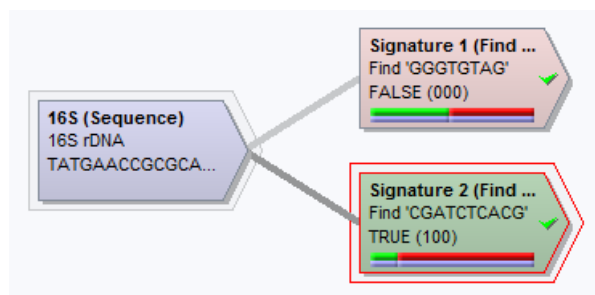 16S (Sequence)
16S rDNA
TATGAACCGCGCA...
Signature 1 (Find ...
Find 'GGGTGTAG'
FALSE (000)
Signature 2 (Find ...
Find 'CGATCTCACG'
TRUE (100)